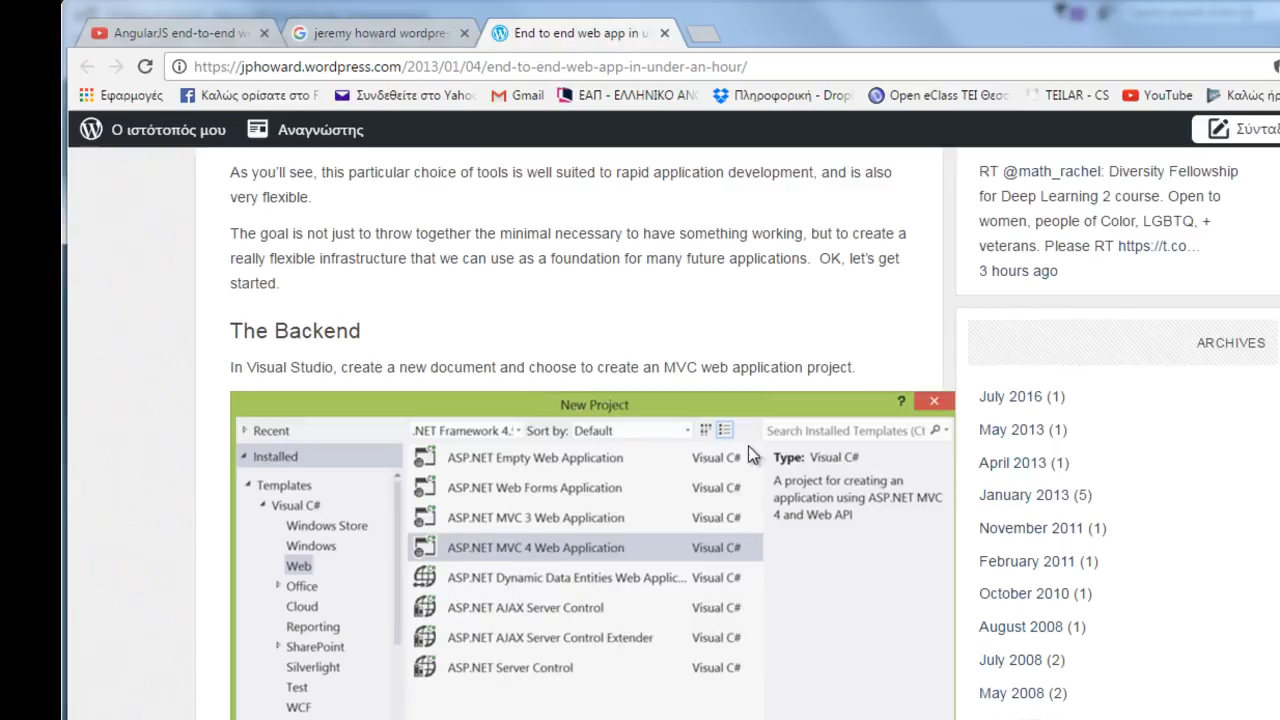 AngularJS end-to-end w
jeremy howard wordpre
End to end web app in u
https://jphoward.wordpress.com/2013/01/04/end-to-end-web-app-in-under-an-hour/
Εφαρμογές
Καλώς ορίσατε στο F
Συνδεθείτε στο Yahoo
Gmail
ΕΑΠ - ΕΛΛΗΝΙΚΟ ΑΝΟ
Πληροφορική - Drop
Open eClass ΤΕΙ Θεσσ
TEILAR - CS
YouTube
Καλώς ήρ
Ο ιστότοπός μου
Αναγνώστης
Σύνταξ
As you'll see, this particular choice of tools is well suited to rapid application development, and is also
very flexible.
The goal is not just to throw together the minimal necessary to have something working, but to create a
really flexible infrastructure that we can use as a foundation for many future applications.  OK, let's get
started.
The Backend
In Visual Studio, create a new document and choose to create an MVC web application project.
New Project
?
Recent
.NET Framework 4.
Sort by: Default
Search Installed Templates (Ct
Installed
Templates
Visual C#
Windows Store
Windows
Web
Office
Cloud
Reporting
SharePoint
Silverlight
Test
WCF
ASP.NET Empty Web Application Visual C#
ASP.NET Web Forms Application Visual C#
ASP.NET MVC 3 Web Application Visual C#
ASP.NET MVC 4 Web Application Visual C#
ASP.NET Dynamic Data Entities Web Applic... Visual C#
ASP.NET AJAX Server Control Visual C#
ASP.NET AJAX Server Control Extender Visual C#
ASP.NET Server Control Visual C#
Type: Visual C#
A project for creating an
application using ASP.NET MVC
4 and Web API
RT @math_rachel: Diversity Fellowship
for Deep Learning 2 course. Open to
women, people of Color, LGBTQ, +
veterans. Please RT https://t.co…
3 hours ago
ARCHIVES
July 2016 (1)
May 2013 (1)
April 2013 (1)
January 2013 (5)
November 2011 (1)
February 2011 (1)
October 2010 (1)
August 2008 (1)
July 2008 (2)
May 2008 (2)